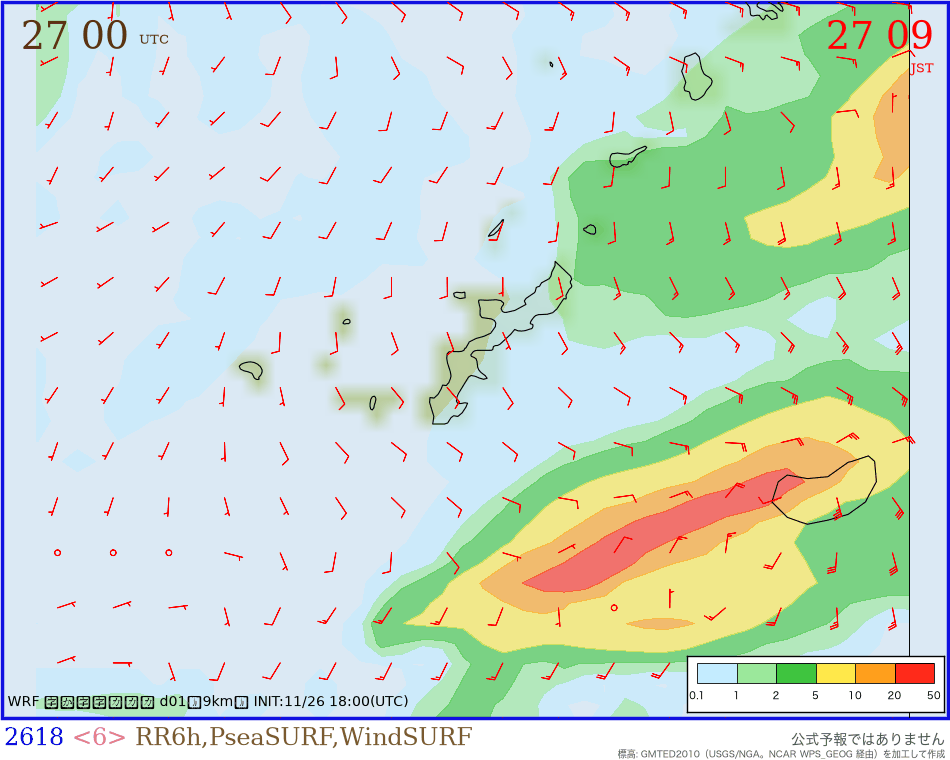 27 00 UTC
27 09
JST
0.1 1 2 5 10 20 50
WRF d01 9km INIT:11/26 18:00(UTC)
2618 <6> RR6h,PseaSURF,WindSURF
公式予報ではありません
標高: GMTED2010（USGS/NGA。NCAR WPS_GEOG 経由）を加工して作成